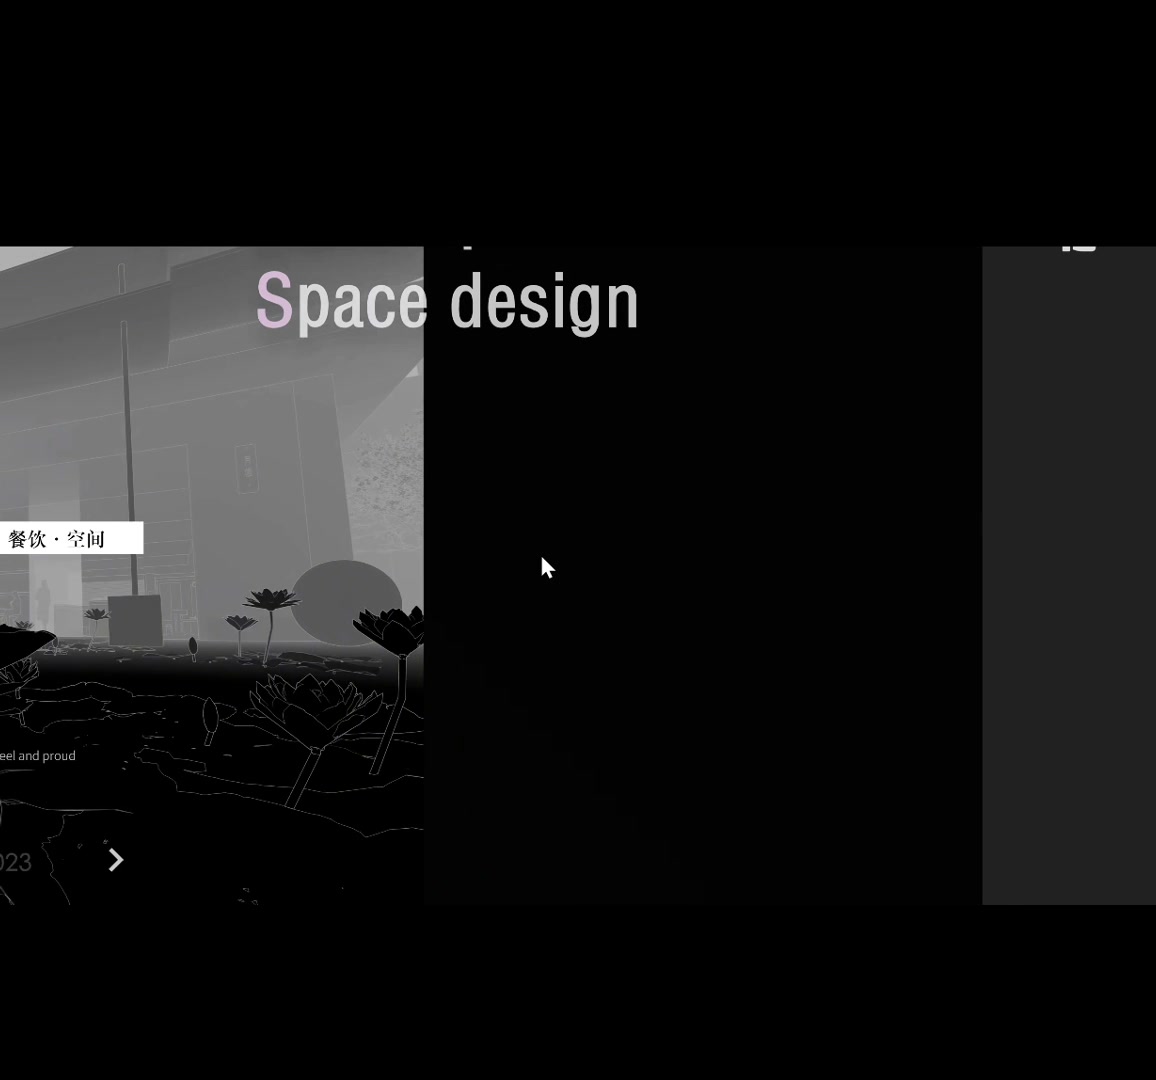 Space design
餐饮 · 空间
eel and proud
023